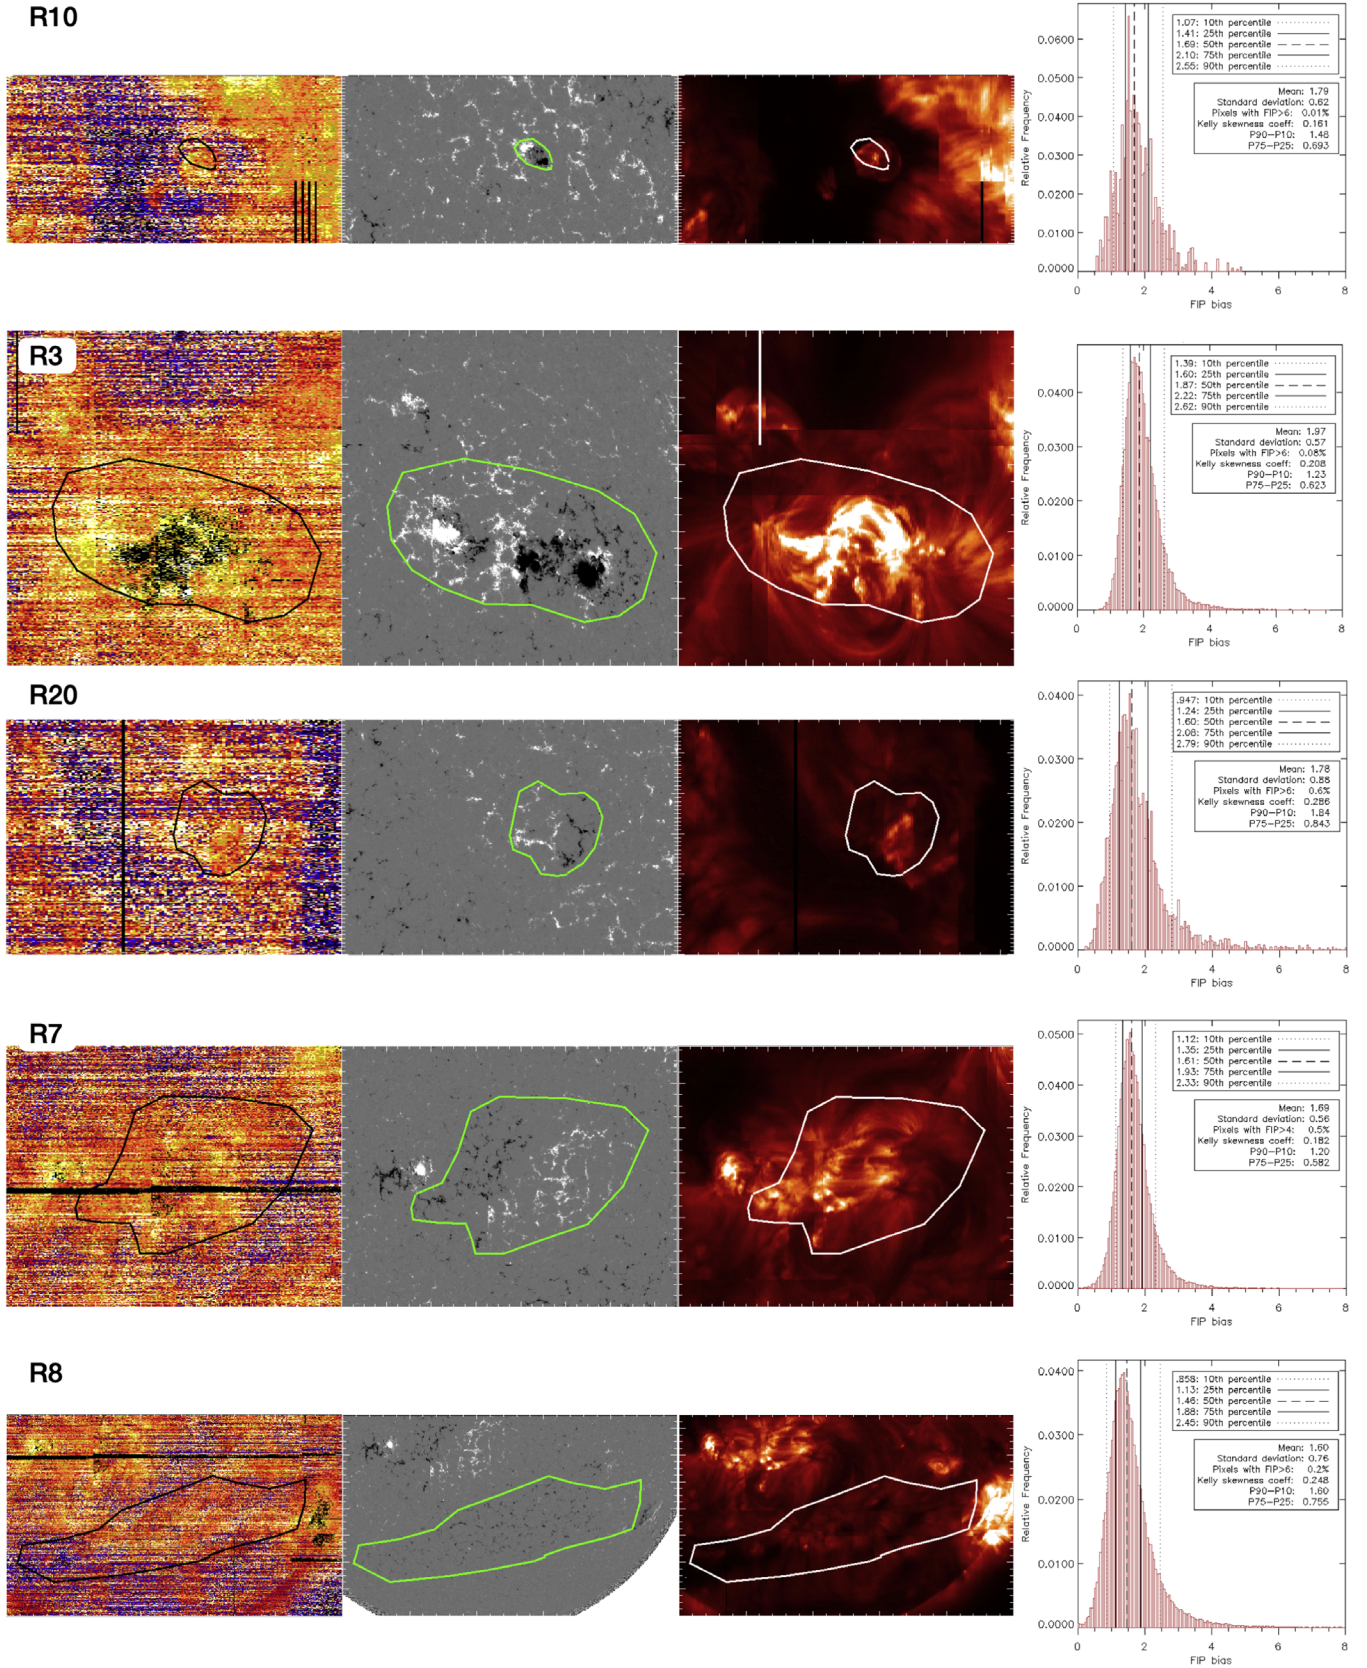 R10
1.07: 10th percentile
1.41: 25th percentile
1.69: 50th percentile
2.10: 75th percentile
2.55: 90th percentile
Mean: 1.79
Standard deviation: 0.62
Pixels with FIP>6: 0.01%
Kelly skewness coeff: 0.161
P90-P10: 1.48
P75-P25: 0.693
Relative Frequency
0.0600
0.0500
0.0400
0.0300
0.0200
0.0100
0.0000
0 2 4 6 8
FIP bias
R3
1.39: 10th percentile
1.60: 25th percentile
1.87: 50th percentile
2.22: 75th percentile
2.62: 90th percentile
Mean: 1.97
Standard deviation: 0.57
Pixels with FIP>6: 0.08%
Kelly skewness coeff: 0.208
P90-P10: 1.23
P75-P25: 0.623
Relative Frequency
0.0400
0.0300
0.0200
0.0100
0.0000
0 2 4 6 8
FIP bias
R20
.947: 10th percentile
1.24: 25th percentile
1.60: 50th percentile
2.08: 75th percentile
2.79: 90th percentile
Mean: 1.78
Standard deviation: 0.88
Pixels with FIP>6: 0.6%
Kelly skewness coeff: 0.286
P90-P10: 1.84
P75-P25: 0.843
Relative Frequency
0.0400
0.0300
0.0200
0.0100
0.0000
0 2 4 6 8
FIP bias
R7
1.12: 10th percentile
1.35: 25th percentile
1.61: 50th percentile
1.93: 75th percentile
2.33: 90th percentile
Mean: 1.69
Standard deviation: 0.56
Pixels with FIP>4: 0.5%
Kelly skewness coeff: 0.182
P90-P10: 1.20
P75-P25: 0.582
Relative Frequency
0.0500
0.0400
0.0300
0.0200
0.0100
0.0000
0 2 4 6 8
FIP bias
R8
.858: 10th percentile
1.13: 25th percentile
1.46: 50th percentile
1.88: 75th percentile
2.45: 90th percentile
Mean: 1.60
Standard deviation: 0.76
Pixels with FIP>6: 0.2%
Kelly skewness coeff: 0.248
P90-P10: 1.60
P75-P25: 0.755
Relative Frequency
0.0400
0.0300
0.0200
0.0100
0.0000
0 2 4 6 8
FIP bias